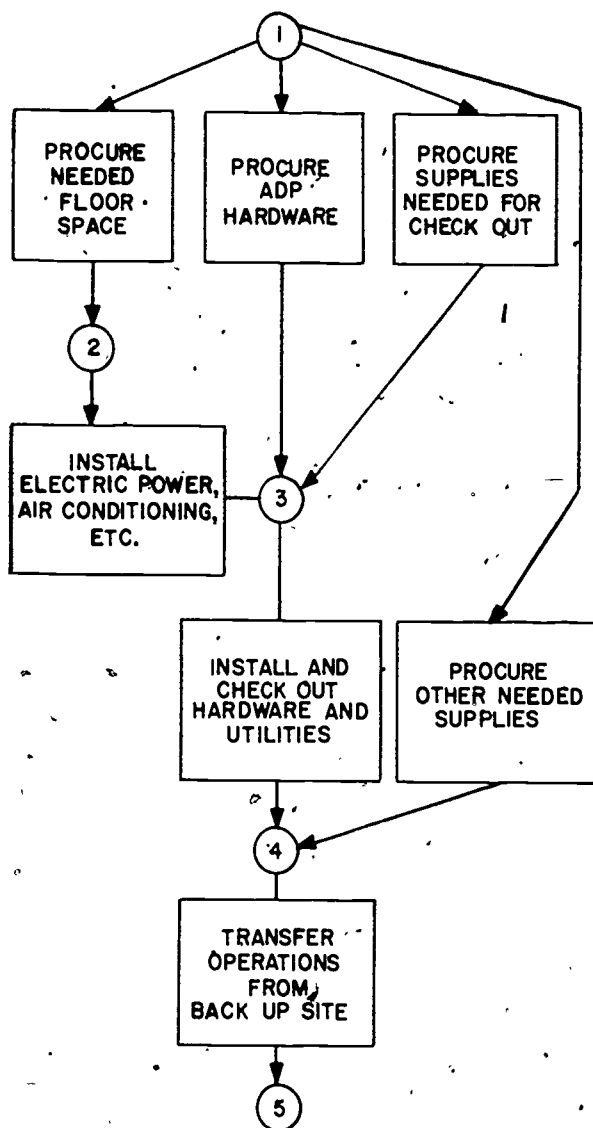 1
PROCURE
NEEDED
FLOOR
SPACE
PROCURE
ADP
HARDWARE
PROCURE
SUPPLIES
NEEDED FOR
CHECK OUT
2
INSTALL
ELECTRIC POWER,
AIR CONDITIONING,
ETC.
3
INSTALL AND
CHECK OUT
HARDWARE AND
UTILITIES
PROCURE
OTHER NEEDED
SUPPLIES
4
TRANSFER
OPERATIONS
FROM
BACK UP SITE
5